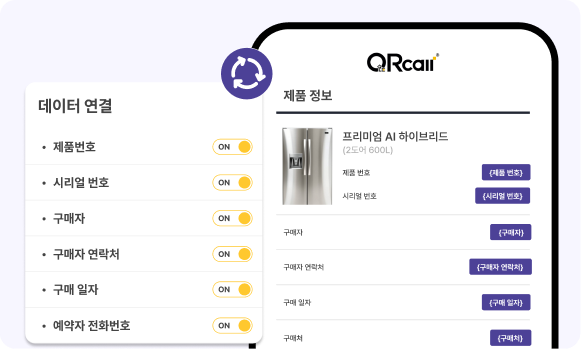 데이터 연결
제품번호 ON
시리얼 번호 ON
구매자 ON
구매자 연락처 ON
구매 일자 ON
예약자 전화번호 ON
QRcall
제품 정보
프리미엄 AI 하이브리드
(2도어 600L)
제품 번호 {제품 번호}
시리얼 번호 {시리얼 번호}
구매자 {구매자}
구매자 연락처 {구매자 연락처}
구매 일자 {구매 일자}
구매처 {구매처}